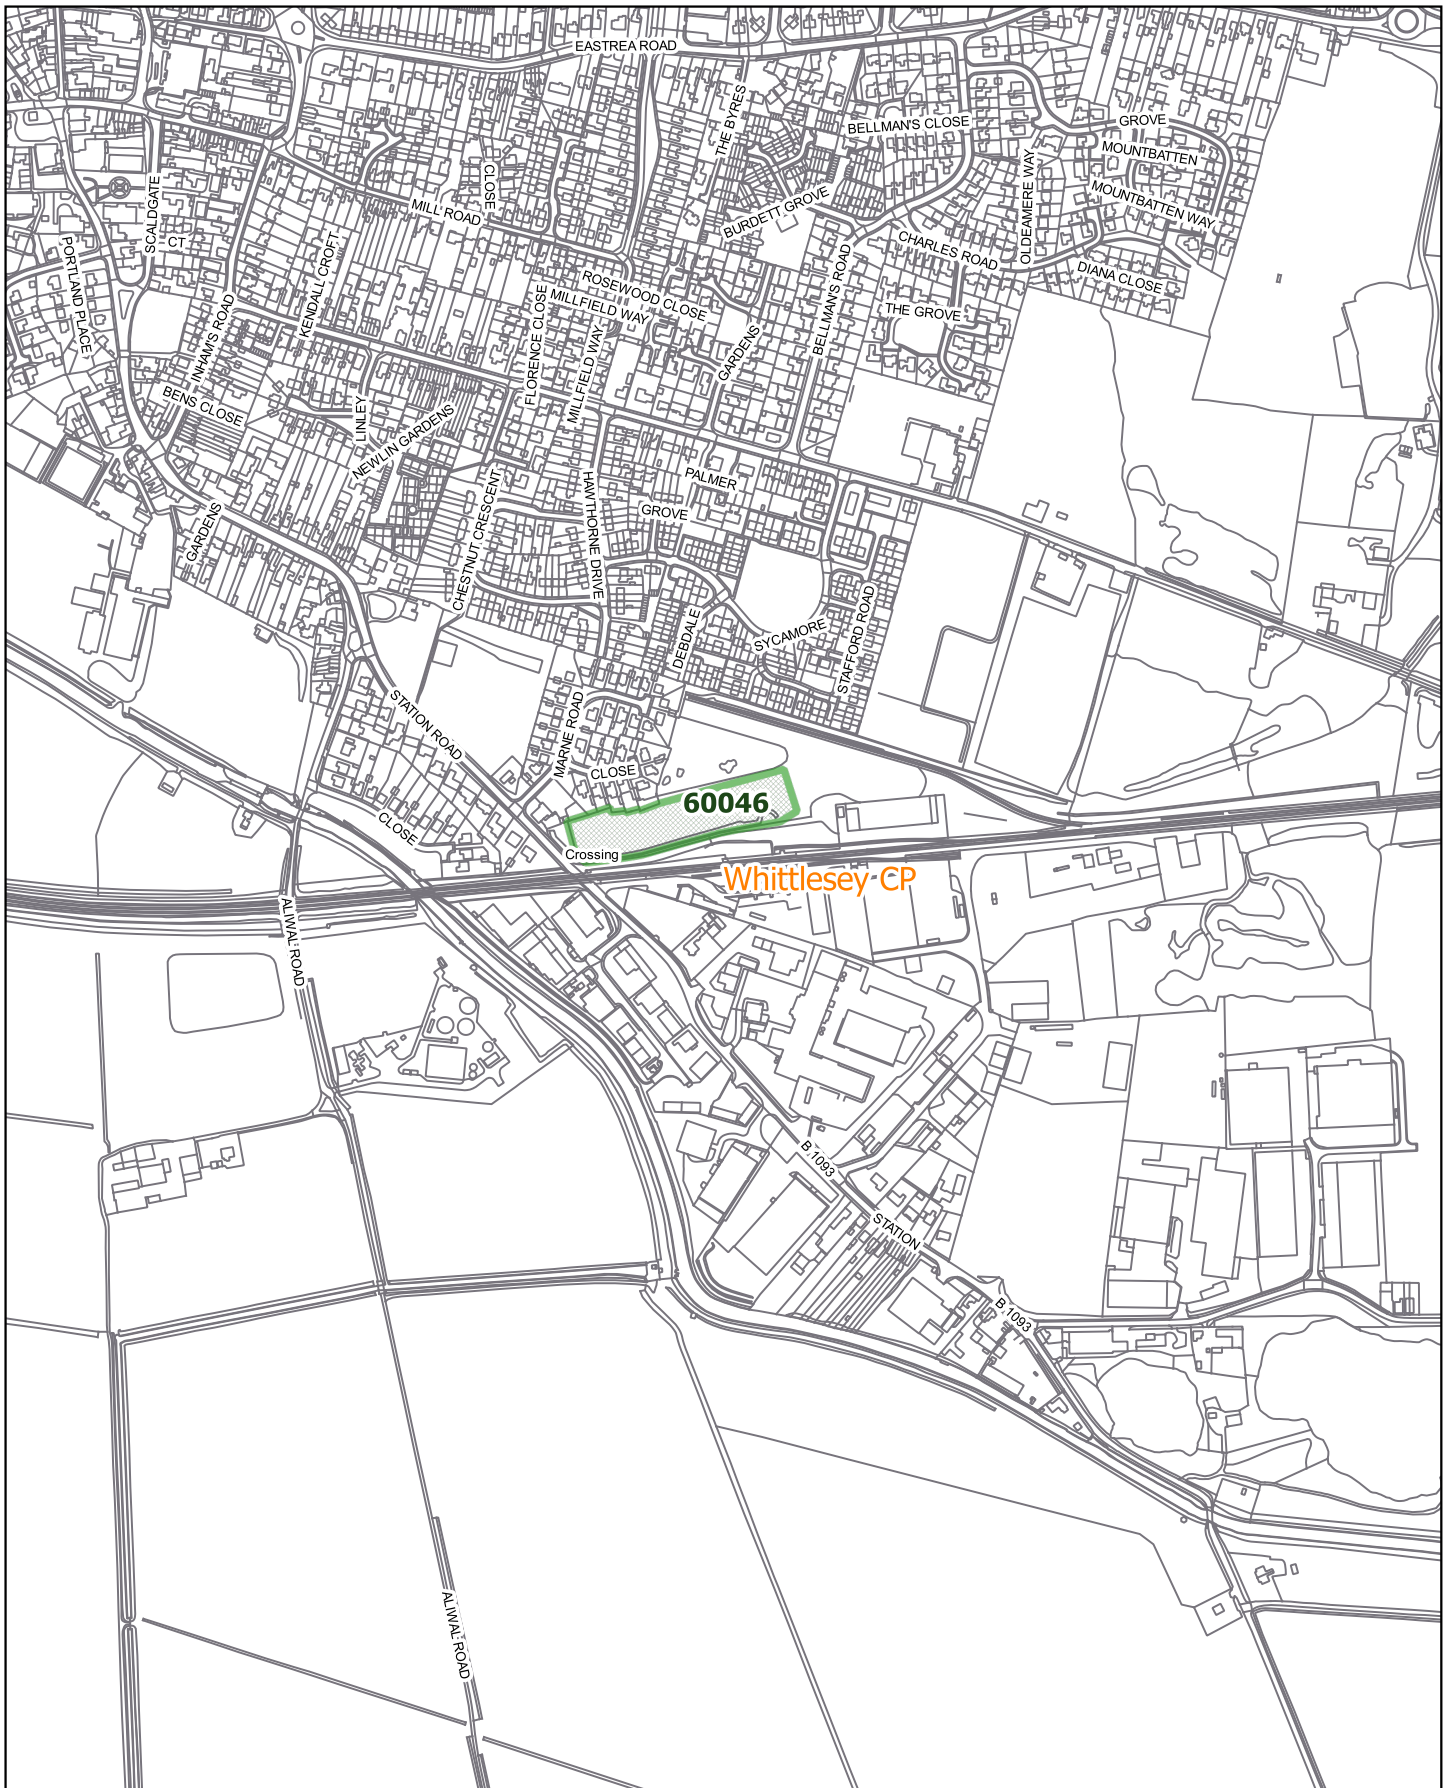 EASTREA ROAD
THE BYRES
BELLMAN'S CLOSE
GROVE
MOUNTBATTEN
CLOSE
MILL ROAD
BURDETT GROVE
OLDEAMERE WAY
MOUNTBATTEN WAY
SCALDGATE
CT
PORTLAND PLACE
KENDALL CROFT
CHARLES ROAD
DIANA CLOSE
ROSEWOOD CLOSE
MILLFIELD WAY
BELLMAN'S ROAD
THE GROVE
INHAM'S ROAD
FLORENCE CLOSE
MILLFIELD WAY
GARDENS
BENS CLOSE
LINLEY
NEWLIN GARDENS
PALMER
GROVE
GARDENS
CHESTNUT CRESCENT
HAWTHORNE DRIVE
DEBDALE
SYCAMORE
STAFFORD ROAD
STATION ROAD
MARNE ROAD
CLOSE
60046
CLOSE
Crossing
Whittlesey CP
ALIWAL ROAD
B 1093
STATION
B 1093
ALIWAL ROAD